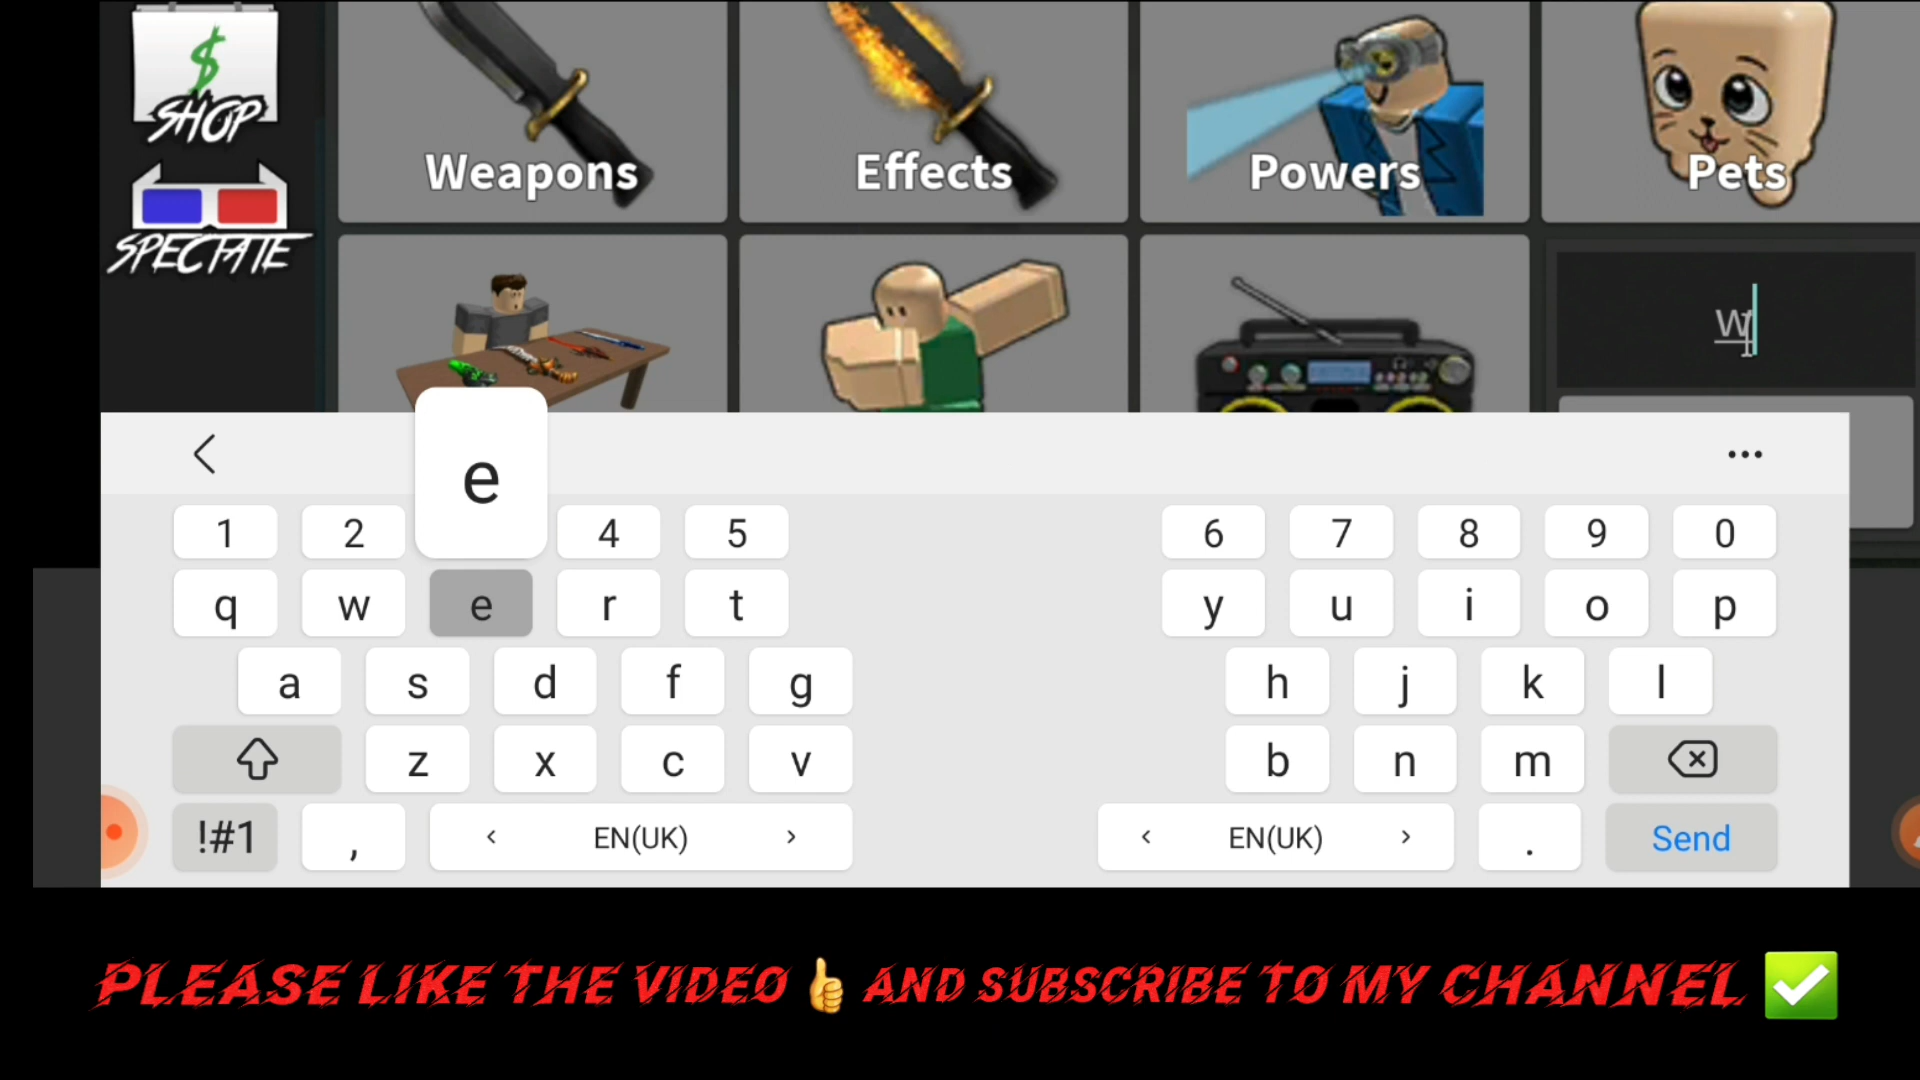 $
SHOP
SPECTATE
Weapons
Effects
Powers
Pets
w
e
1 2 4 5 6 7 8 9 0
q w e r t y u i o p
a s d f g h j k l
z x c v b n m
!#1 , < EN(UK) > < EN(UK) > . Send
PLEASE LIKE THE VIDEO 👍 AND SUBSCRIBE TO MY CHANNEL ✅